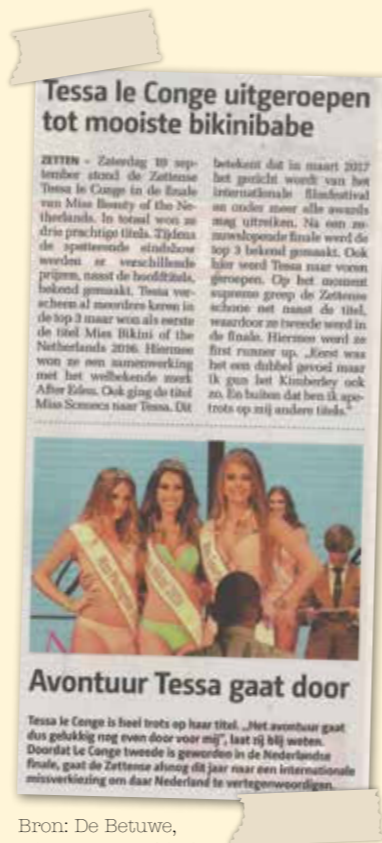 Tessa le Conge uitgeroepen
tot mooiste bikinibabe
ZETTEN - Zaterdag 10 sep-
tember stond de Zettense
Tessa le Conge in de finale
van Miss Beauty of the Ne-
therlands. In totaal won ze
drie prachtige titels. Tijdens
de spetterende eindshow
werden er verschillende
prijzen, naast de hoofdtitels,
bekend gemaakt. Tessa ver-
scheen al meerdere keren in
de top 3 maar won als eerste
de titel Miss Bikini of the
Netherlands 2016. Hiermee
won ze een samenwerking
met het welbekende merk
After Eden. Ook ging de titel
Miss Scenecs naar Tessa. Dit
betekent dat in maart 2017
het gezicht wordt van het
internationale filmfestival
en onder meer alle awards
mag uitreiken. Na een ze-
nuwslopende finale werd de
top 3 bekend gemaakt. Ook
hier werd Tessa naar voren
geroepen. Op het moment
supreme greep de Zettense
schone net naast de titel,
waardoor ze tweede werd in
de finale. Hiermee werd ze
first runner up. „Eerst was
het een dubbel gevoel maar
ik gun het Kimberley ook
zo. En buiten dat ben ik ape-
trots op mij andere titels."
Avontuur Tessa gaat door
Tessa le Conge is heel trots op haar titel. „Het avontuur gaat
dus gelukkig nog even door voor mij", laat zij blij weten.
Doordat Le Conge tweede is geworden in de Nederlandse
finale, gaat de Zettense alsnog dit jaar naar een internationale
missverkiezing om daar Nederland te vertegenwoordigen.
Bron: De Betuwe,